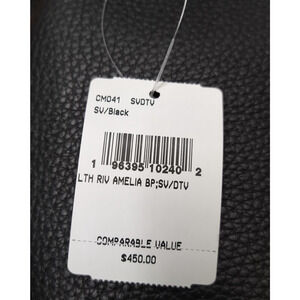 CM041 SVDTV
SV/Black
1 96395 10240 2
LTH RIV AMELIA BP;SV/DTV
COMPARABLE VALUE
$450.00